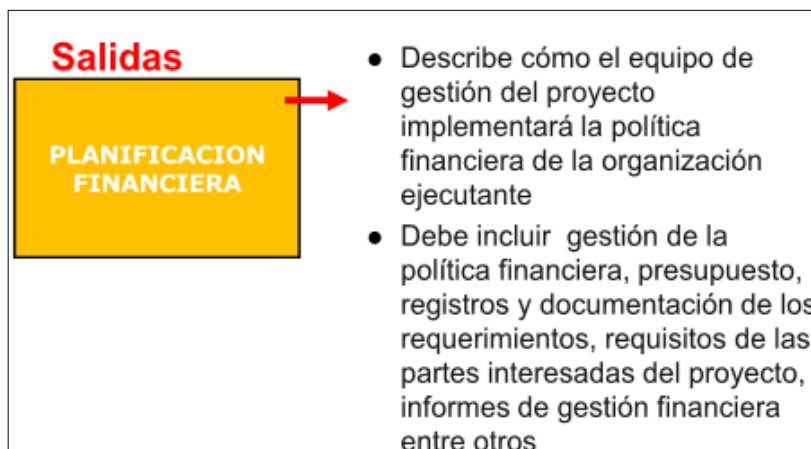 Salidas
PLANIFICACION
FINANCIERA
● Describe cómo el equipo de
gestión del proyecto
implementará la política
financiera de la organización
ejecutante
● Debe incluir gestión de la
política financiera, presupuesto,
registros y documentación de los
requerimientos, requisitos de las
partes interesadas del proyecto,
informes de gestión financiera
entre otros